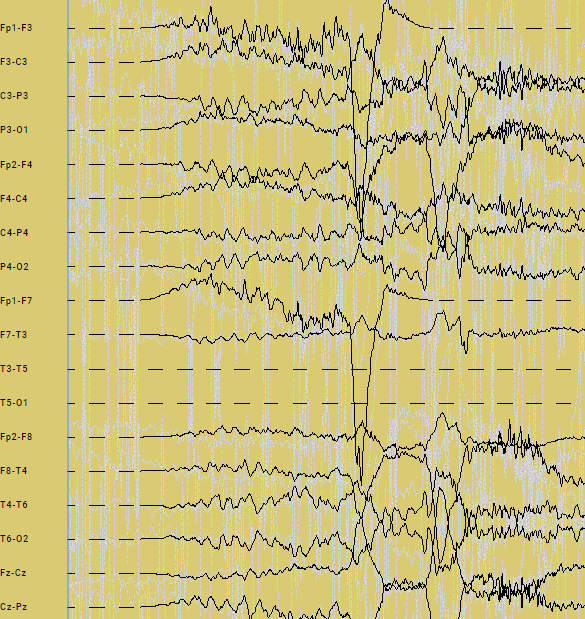 Fp1-F3
F3-C3
C3-P3
P3-O1
Fp2-F4
F4-C4
C4-P4
P4-O2
Fp1-F7
F7-T3
T3-T5
T5-O1
Fp2-F8
F8-T4
T4-T6
T6-O2
Fz-Cz
Cz-Pz